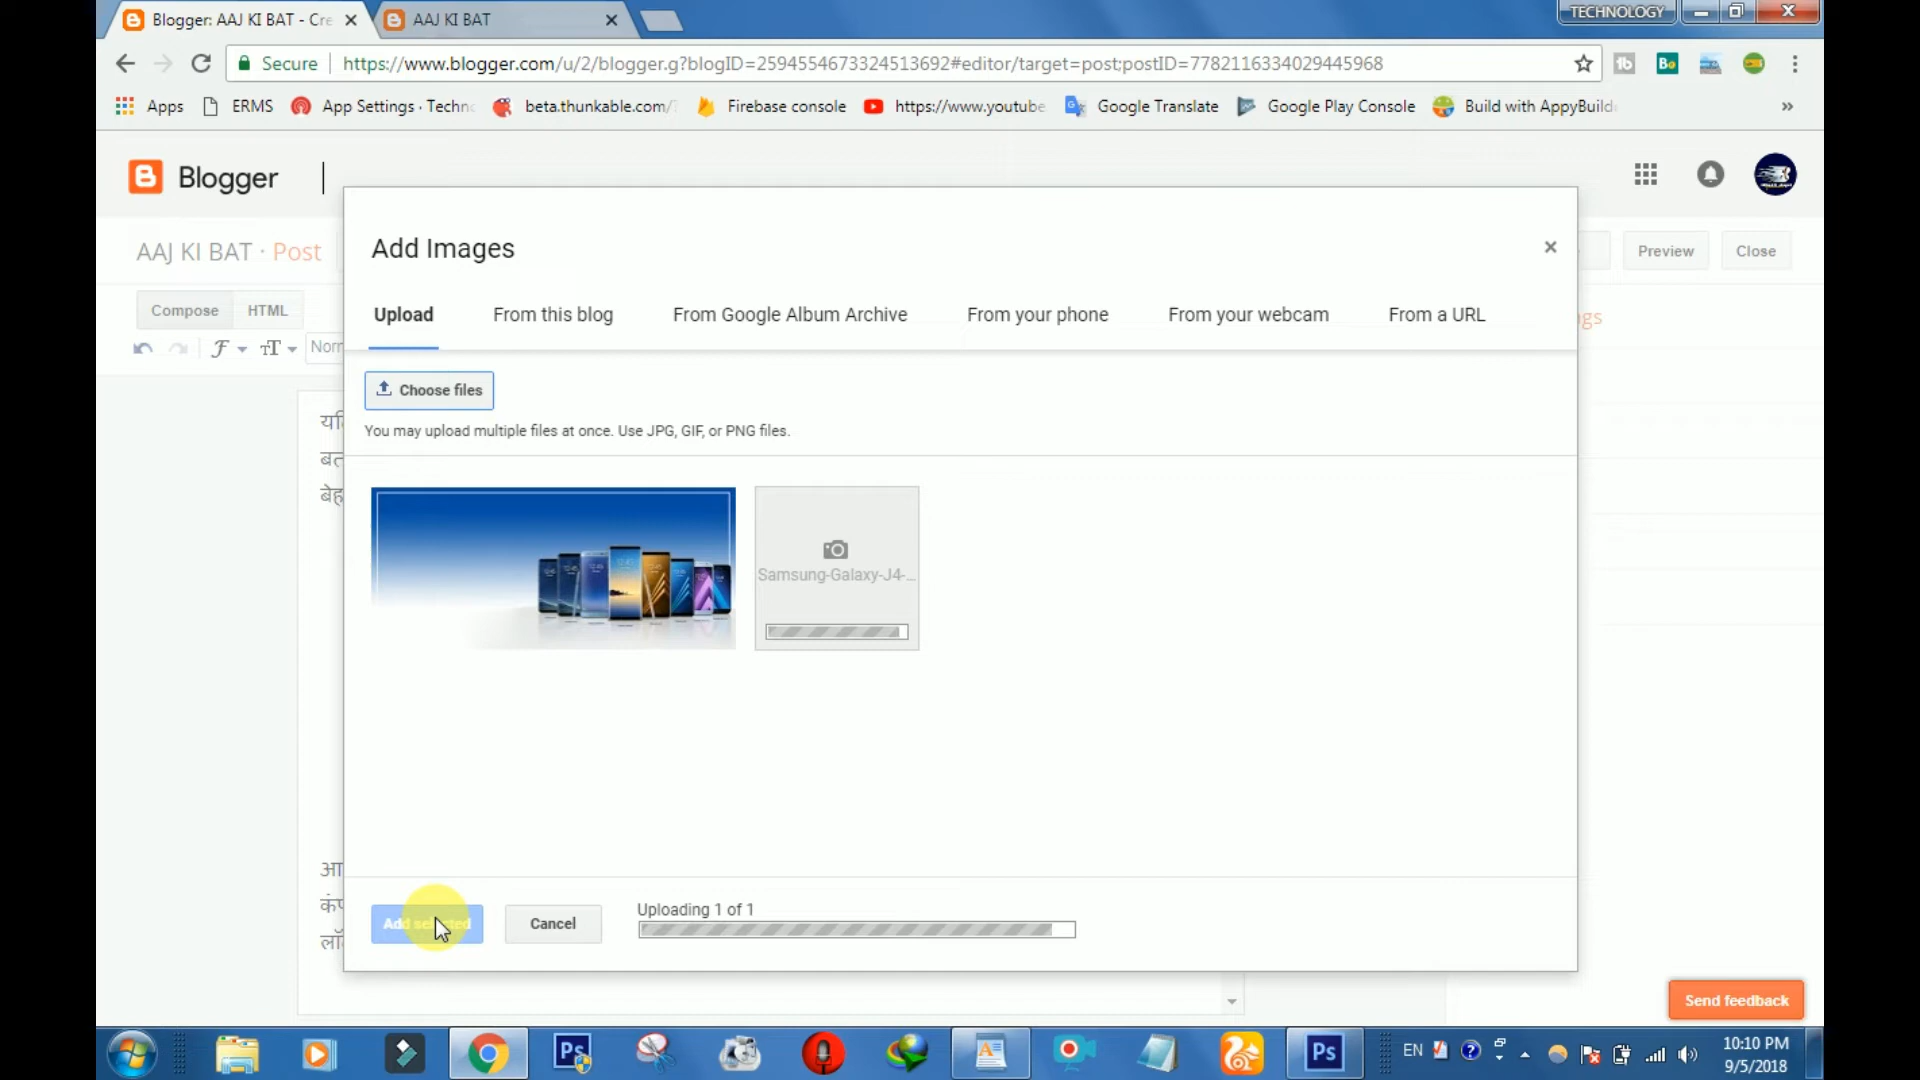 Blogger: AAJ KI BAT - Cre
AAJ KI BAT
TECHNOLOGY
Secure
https://www.blogger.com/u/2/blogger.g?blogID=2594554673324513692#editor/target=post;postID=7782116334029445968
Apps
ERMS
App Settings · Techno
beta.thunkable.com/
Firebase console
https://www.youtube
Google Translate
Google Play Console
Build with AppyBuild
»
Blogger
AAJ KI BAT · Post
Preview
Close
Compose
HTML
Add Images
Upload
From this blog
From Google Album Archive
From your phone
From your webcam
From a URL
Choose files
You may upload multiple files at once. Use JPG, GIF, or PNG files.
Samsung-Galaxy-J4-...
Add selected
Cancel
Uploading 1 of 1
Send feedback
EN
10:10 PM
9/5/2018